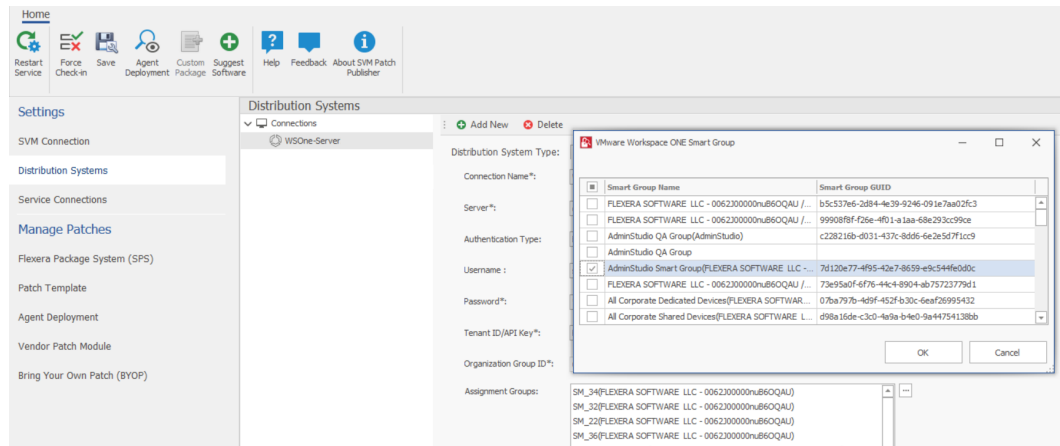 Home
Restart Service
Force Check-in
Save
Agent Deployment
Custom Package
Suggest Software
Help
Feedback
About SVM Patch Publisher
Settings
SVM Connection
Distribution Systems
Service Connections
Manage Patches
Flexera Package System (SPS)
Patch Template
Agent Deployment
Vendor Patch Module
Bring Your Own Patch (BYOP)
Distribution Systems
Connections
WSOne-Server
Add New
Delete
Distribution System Type:
Connection Name*:
Server*:
Authentication Type:
Username :
Password*:
Tenant ID/API Key*:
Organization Group ID*:
Assignment Groups:
SM_34(FLEXERA SOFTWARE LLC - 0062J00000nuB6OQAU)
SM_32(FLEXERA SOFTWARE LLC - 0062J00000nuB6OQAU)
SM_22(FLEXERA SOFTWARE LLC - 0062J00000nuB6OQAU)
SM_36(FLEXERA SOFTWARE LLC - 0062J00000nuB6OQAU)
VMware Workspace ONE Smart Group
Smart Group Name Smart Group GUID
FLEXERA SOFTWARE LLC - 0062J00000nuB6OQAU /... b5c537e6-2d84-4e39-9246-091e7aa02fc3
FLEXERA SOFTWARE LLC - 0062J00000nuB6OQAU /... 99908f8f-f26e-4f01-a1aa-68e293cc99ce
AdminStudio QA Group(AdminStudio) c228216b-d031-437c-8dd6-6e2e5d7f1cc9
AdminStudio QA Group
AdminStudio Smart Group(FLEXERA SOFTWARE LLC -... 7d120e77-4f95-42e7-8659-e9c544fe0d0c
FLEXERA SOFTWARE LLC - 0062J00000nuB6OQAU /... 73e95a0f-6f76-44c4-8904-ab75723779d1
All Corporate Dedicated Devices(FLEXERA SOFTWAR... 07ba797b-4d9f-452f-b30c-6eaf26995432
All Corporate Shared Devices(FLEXERA SOFTWARE L... d98a16de-c3c0-4a9a-b4e0-9a44754138bb
OK
Cancel